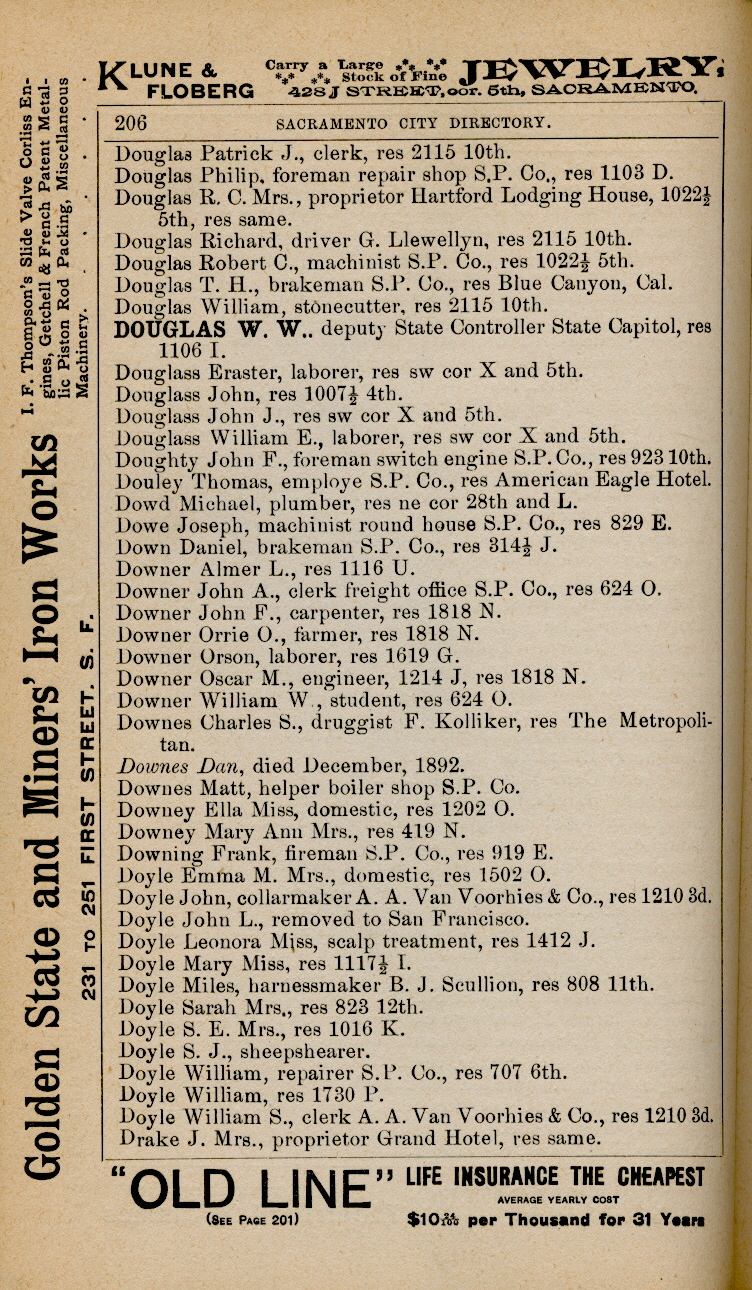 KLUNE & FLOBERG
Carry a Large Stock of Fine JEWELRY,
428 J STREET, cor. 5th, SACRAMENTO.
206 SACRAMENTO CITY DIRECTORY.
Douglas Patrick J., clerk, res 2115 10th.
Douglas Philip, foreman repair shop S.P. Co., res 1103 D.
Douglas R. C. Mrs., proprietor Hartford Lodging House, 1022½
5th, res same.
Douglas Richard, driver G. Llewellyn, res 2115 10th.
Douglas Robert C., machinist S.P. Co., res 1022½ 5th.
Douglas T. H., brakeman S.P. Co., res Blue Canyon, Cal.
Douglas William, stonecutter, res 2115 10th.
DOUGLAS W. W., deputy State Controller State Capitol, res
1106 I.
Douglass Eraster, laborer, res sw cor X and 5th.
Douglass John, res 1007½ 4th.
Douglass John J., res sw cor X and 5th.
Douglass William E., laborer, res sw cor X and 5th.
Doughty John F., foreman switch engine S.P. Co., res 923 10th.
Douley Thomas, employe S.P. Co., res American Eagle Hotel.
Dowd Michael, plumber, res ne cor 28th and L.
Dowe Joseph, machinist round house S.P. Co., res 829 E.
Down Daniel, brakeman S.P. Co., res 314½ J.
Downer Almer L., res 1116 U.
Downer John A., clerk freight office S.P. Co., res 624 O.
Downer John F., carpenter, res 1818 N.
Downer Orrie O., farmer, res 1818 N.
Downer Orson, laborer, res 1619 G.
Downer Oscar M., engineer, 1214 J, res 1818 N.
Downer William W., student, res 624 O.
Downes Charles S., druggist F. Kolliker, res The Metropoli-
tan.
Downes Dan, died December, 1892.
Downes Matt, helper boiler shop S.P. Co.
Downey Ella Miss, domestic, res 1202 O.
Downey Mary Ann Mrs., res 419 N.
Downing Frank, fireman S.P. Co., res 919 E.
Doyle Emma M. Mrs., domestic, res 1502 O.
Doyle John, collarmaker A. A. Van Voorhies & Co., res 1210 3d.
Doyle John L., removed to San Francisco.
Doyle Leonora Miss, scalp treatment, res 1412 J.
Doyle Mary Miss, res 1117½ I.
Doyle Miles, harnessmaker B. J. Scullion, res 808 11th.
Doyle Sarah Mrs., res 823 12th.
Doyle S. E. Mrs., res 1016 K.
Doyle S. J., sheepshearer.
Doyle William, repairer S.P. Co., res 707 6th.
Doyle William, res 1730 P.
Doyle William S., clerk A. A. Van Voorhies & Co., res 1210 3d.
Drake J. Mrs., proprietor Grand Hotel, res same.
"OLD LINE"
(SEE PAGE 201)
LIFE INSURANCE THE CHEAPEST
AVERAGE YEARLY COST
$10 per Thousand for 31 Years
Golden State and Miners' Iron Works
231 TO 251 FIRST STREET. S. F.
I. F. Thompson's Slide Valve Corliss En-
gines, Getchell & French Patent Metal-
lic Piston Rod Packing, Miscellaneous
Machinery.